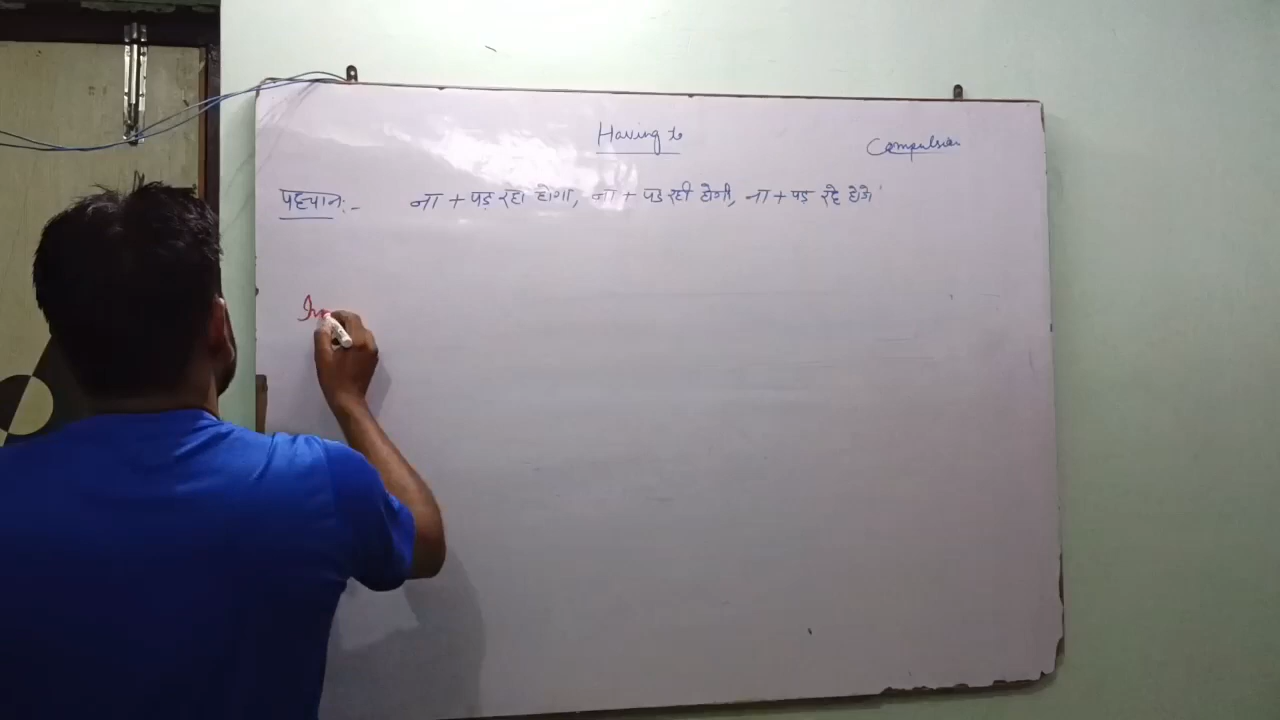 Having to
Compulsion
पहचान:- ना + पड़ रहा होगा, ना + पड़ रही होगी, ना + पड़ रहे होंगे